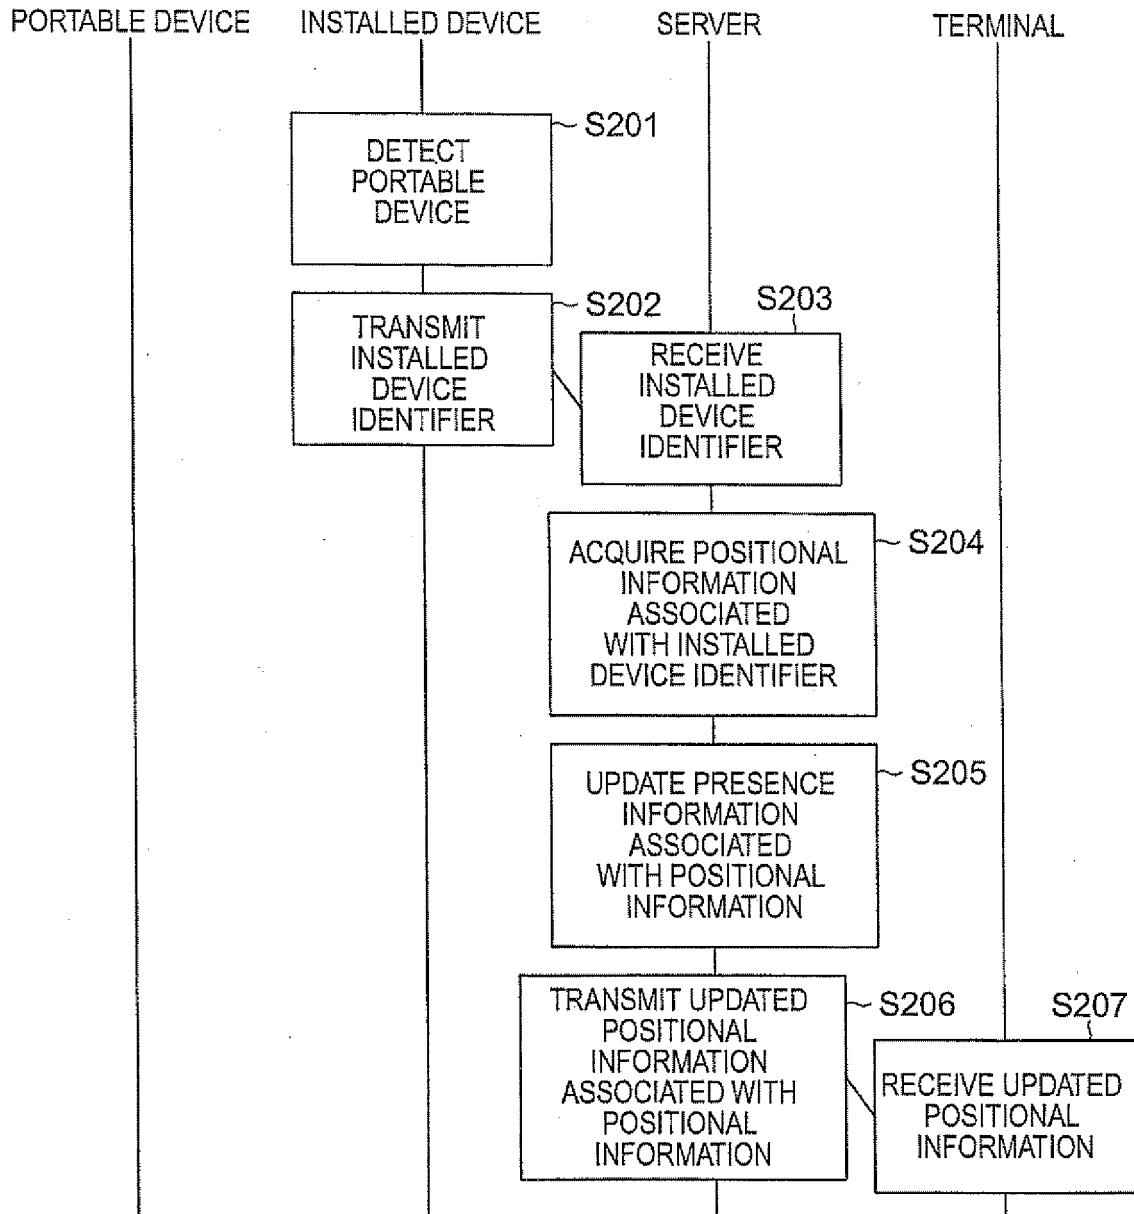 PORTABLE DEVICE
INSTALLED DEVICE
SERVER
TERMINAL
DETECT
PORTABLE
DEVICE
S201
TRANSMIT
INSTALLED
DEVICE
IDENTIFIER
S202
RECEIVE
INSTALLED
DEVICE
IDENTIFIER
S203
ACQUIRE POSITIONAL
INFORMATION
ASSOCIATED
WITH INSTALLED
DEVICE IDENTIFIER
S204
UPDATE PRESENCE
INFORMATION
ASSOCIATED
WITH POSITIONAL
INFORMATION
S205
TRANSMIT UPDATED
POSITIONAL
INFORMATION
ASSOCIATED WITH
POSITIONAL
INFORMATION
S206
RECEIVE UPDATED
POSITIONAL
INFORMATION
S207